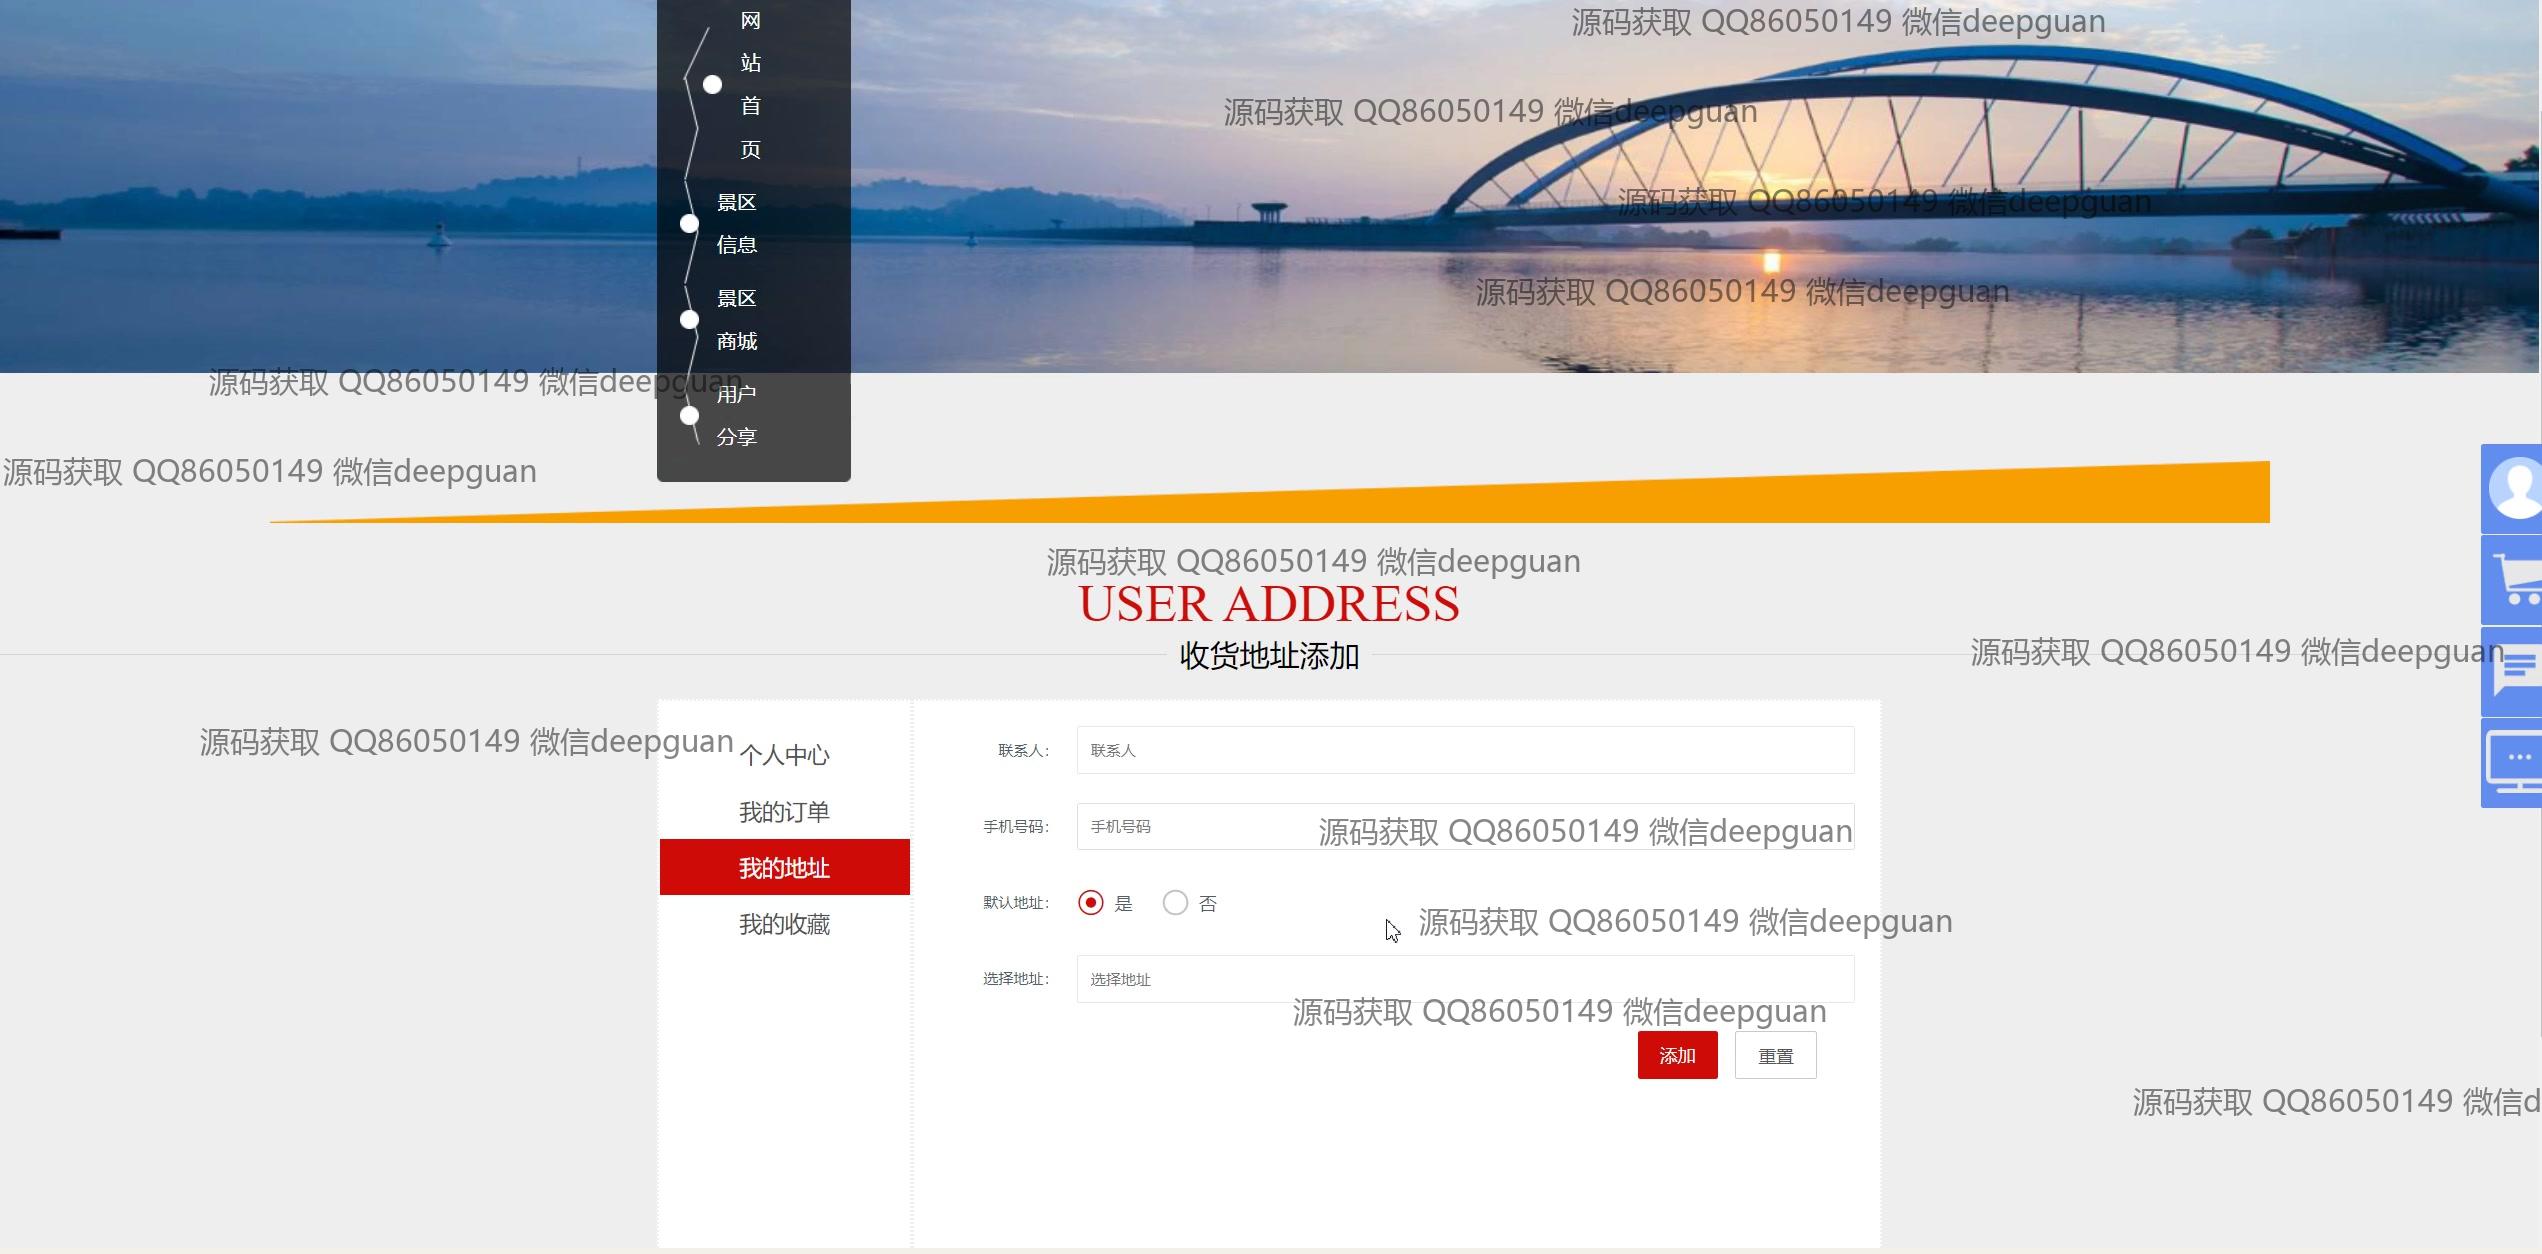 源码获取 QQ86050149 微信deepguan
网
站
首
页
源码获取 QQ86050149 微信deepguan
景区
信息
源码获取 QQ86050149 微信deepguan
源码获取 QQ86050149 微信deepguan
景区
商城
源码获取 QQ86050149 微信deepguan
用户
分享
源码获取 QQ86050149 微信deepguan
源码获取 QQ86050149 微信deepguan
USER ADDRESS
收货地址添加
源码获取 QQ86050149 微信deepguan
源码获取 QQ86050149 微信deepguan
个人中心
我的订单
我的地址
我的收藏
联系人：
联系人
手机号码：
手机号码
源码获取 QQ86050149 微信deepguan
默认地址：
是
否
源码获取 QQ86050149 微信deepguan
选择地址：
选择地址
源码获取 QQ86050149 微信deepguan
添加
重置
源码获取 QQ86050149 微信d